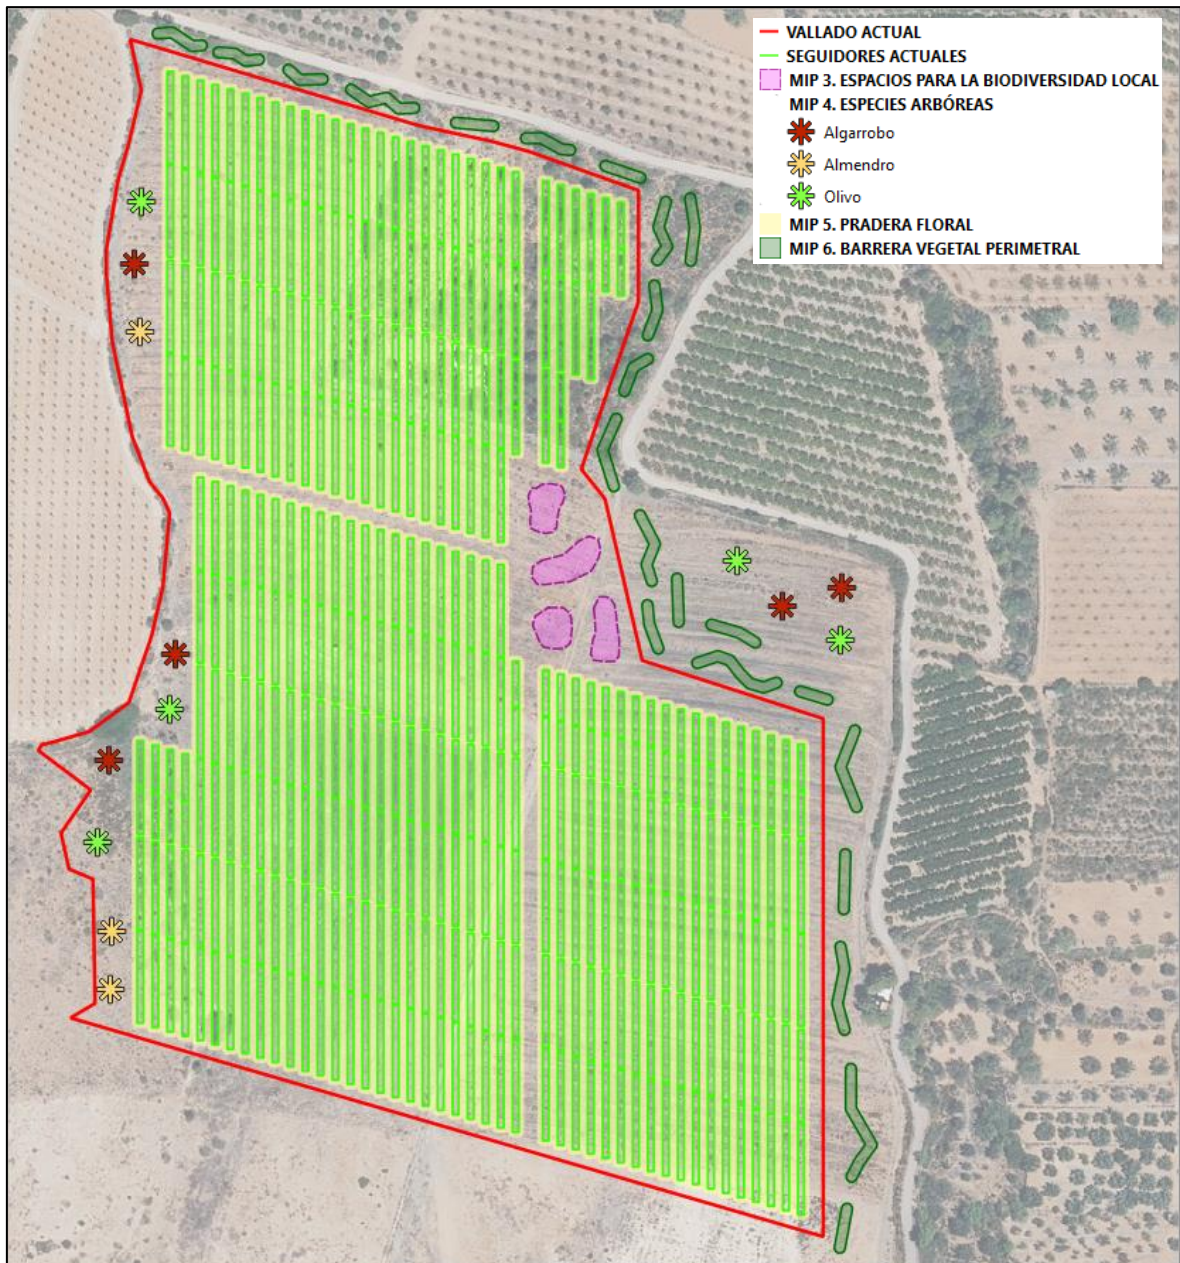 VALLADO ACTUAL
SEGUIDORES ACTUALES
MIP 3. ESPACIOS PARA LA BIODIVERSIDAD LOCAL
MIP 4. ESPECIES ARBÓREAS
Algarrobo
Almendro
Olivo
MIP 5. PRADERA FLORAL
MIP 6. BARRERA VEGETAL PERIMETRAL